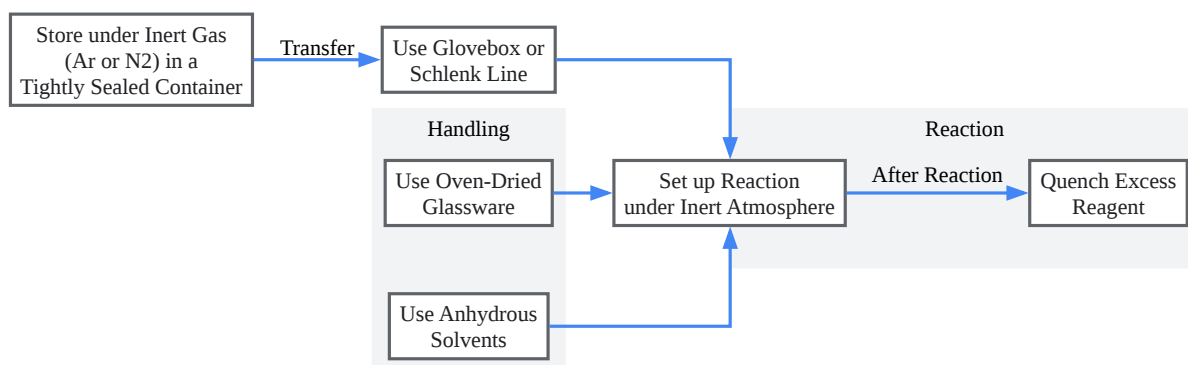 Store under Inert Gas
(Ar or N2) in a
Tightly Sealed Container
Transfer
Use Glovebox or
Schlenk Line
Handling
Reaction
Use Oven-Dried
Glassware
Set up Reaction
under Inert Atmosphere
After Reaction
Quench Excess
Reagent
Use Anhydrous
Solvents